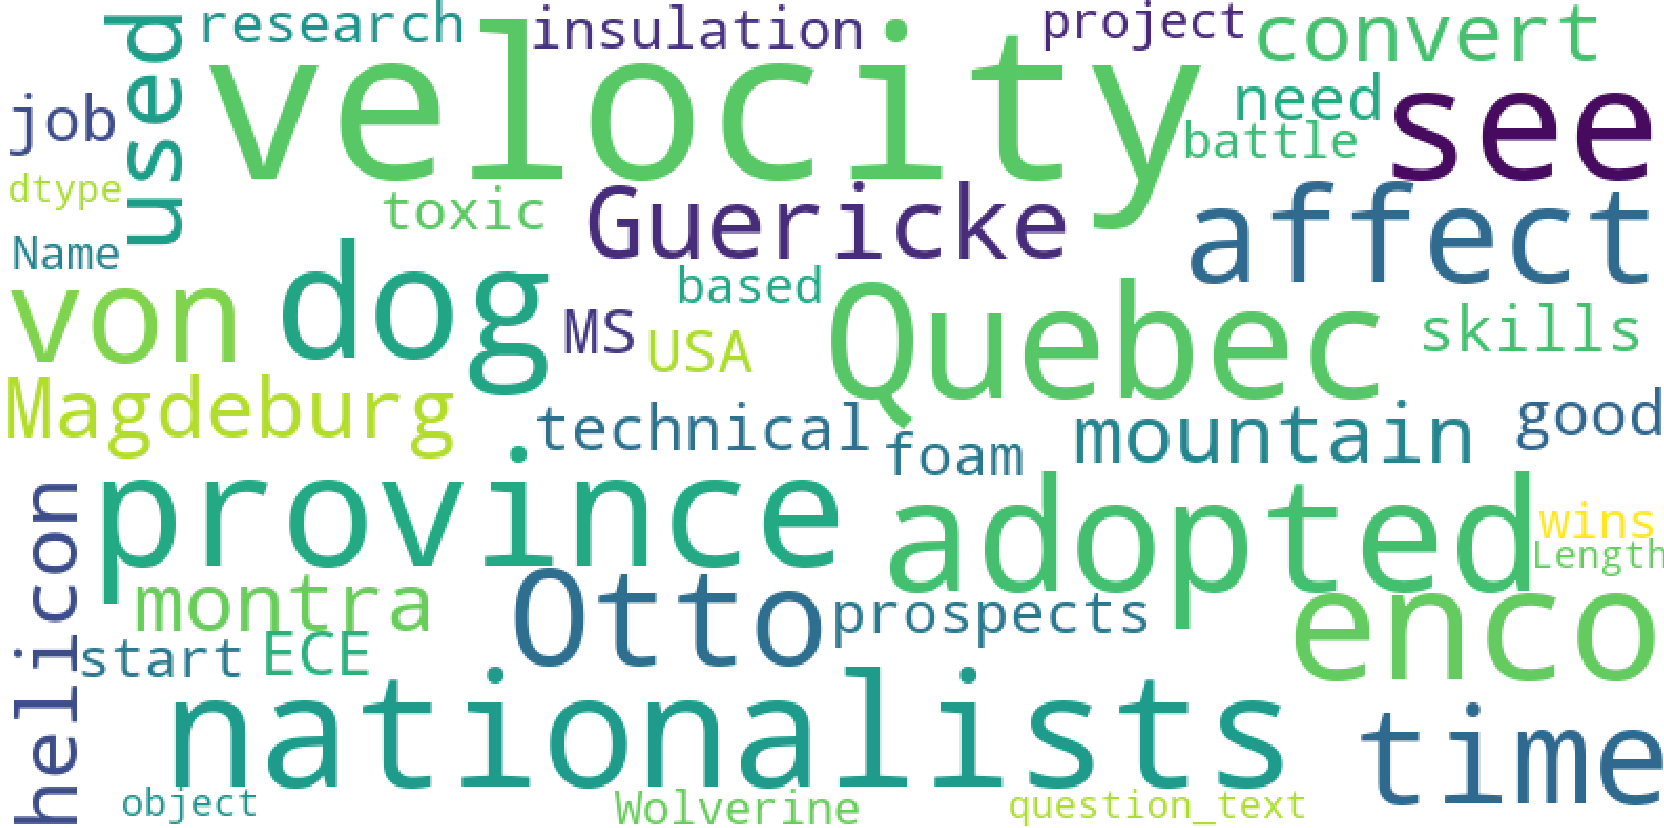 research
insulation
project
convert
used
velocity
job
need
see
battle
dtype
toxic
Guericke
affect
Name
von
dog
based
Quebec
MS
USA
skills
Magdeburg
technical
foam
mountain
good
province
adopted
wins
Length
helicon
montra
Otto
prospects
enco
start
ECE
nationalists
time
object
Wolverine
question_text